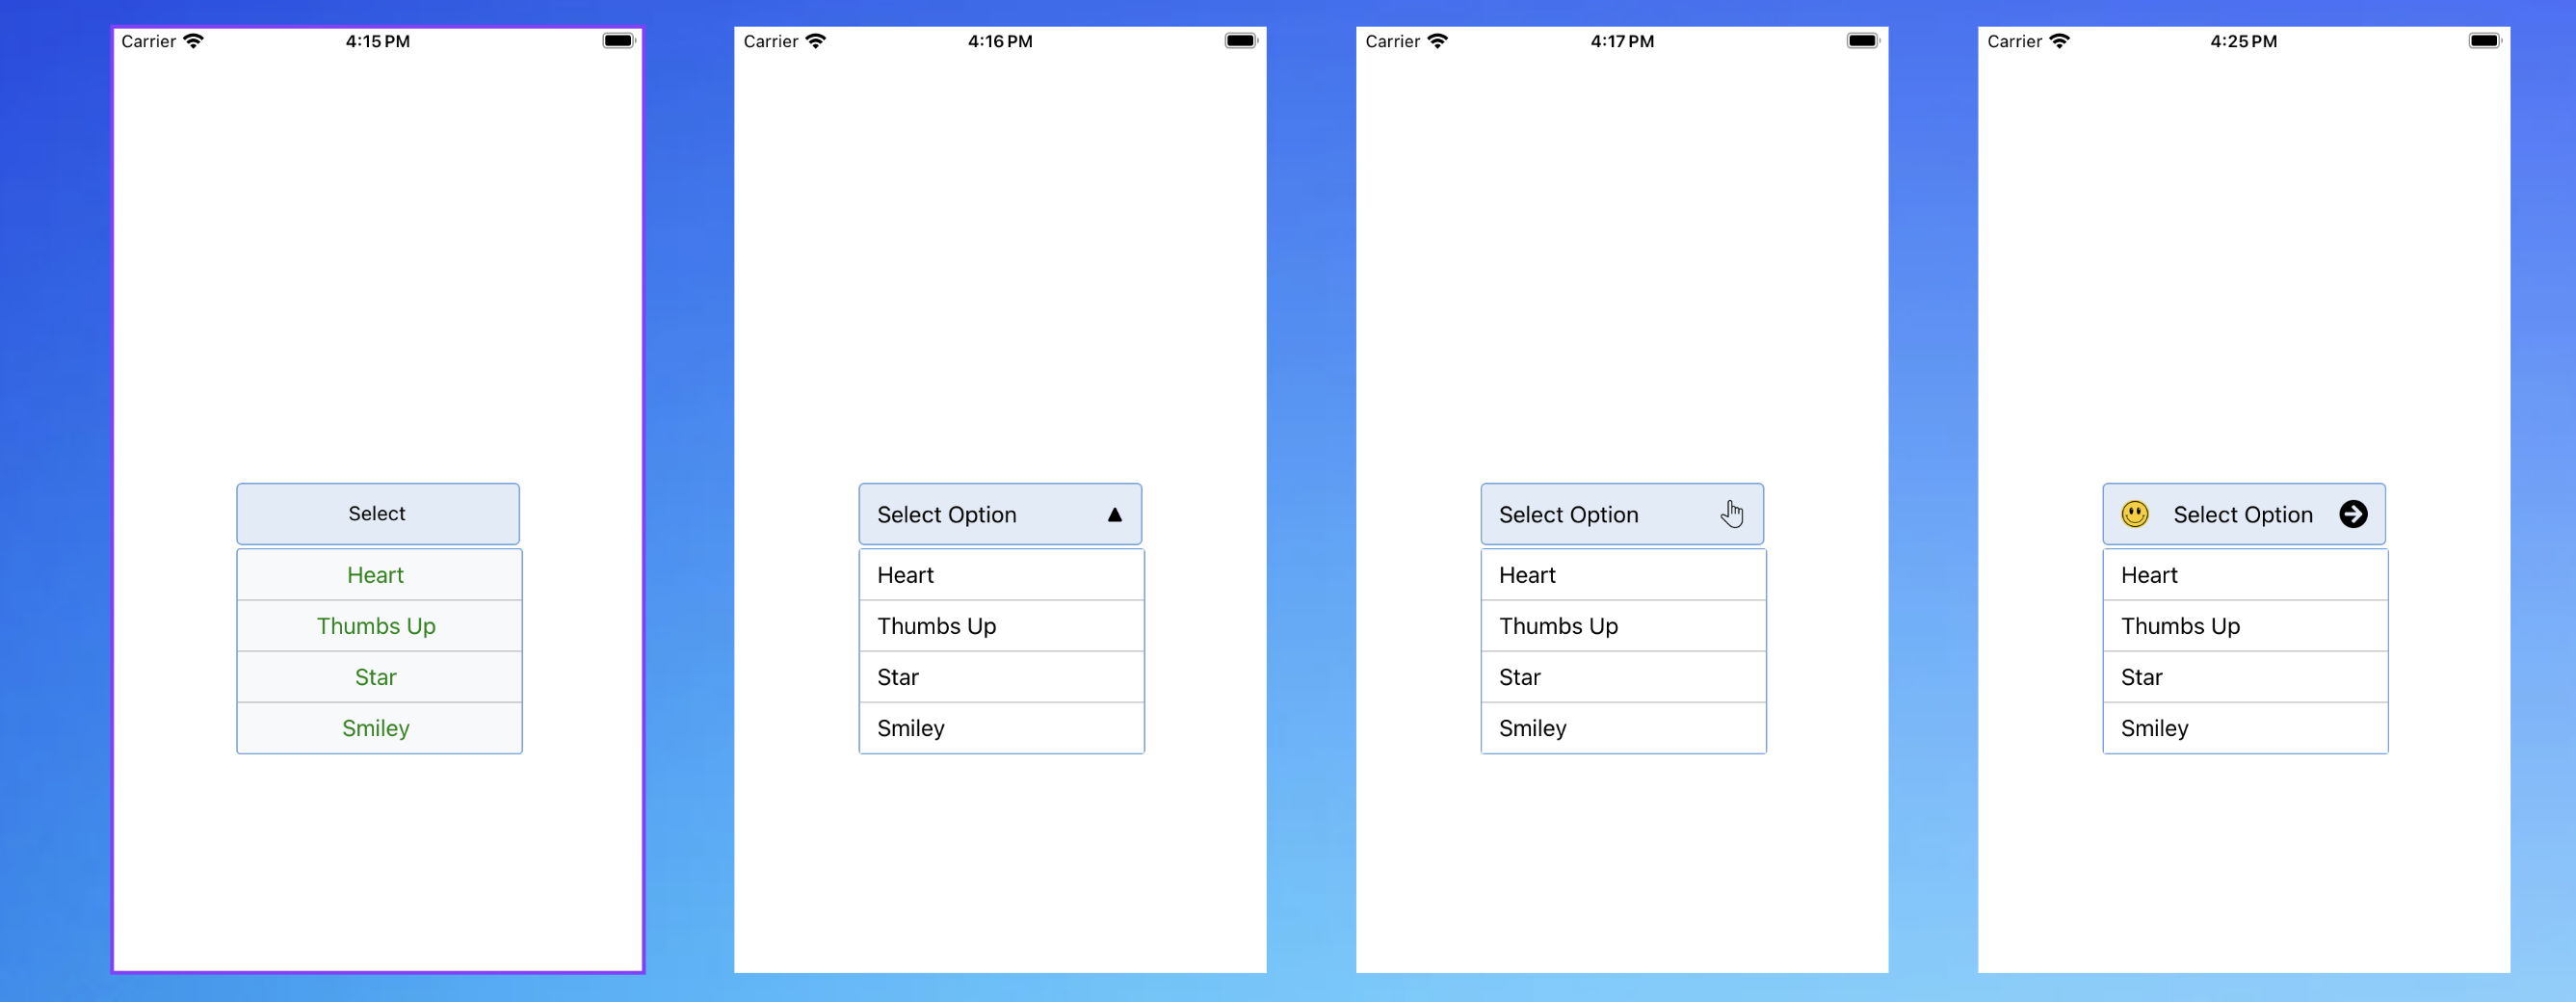 Carrier 4:15 PM
Select
Heart
Thumbs Up
Star
Smiley
Carrier 4:16 PM
Select Option
Heart
Thumbs Up
Star
Smiley
Carrier 4:17 PM
Select Option
Heart
Thumbs Up
Star
Smiley
Carrier 4:25 PM
Select Option
Heart
Thumbs Up
Star
Smiley